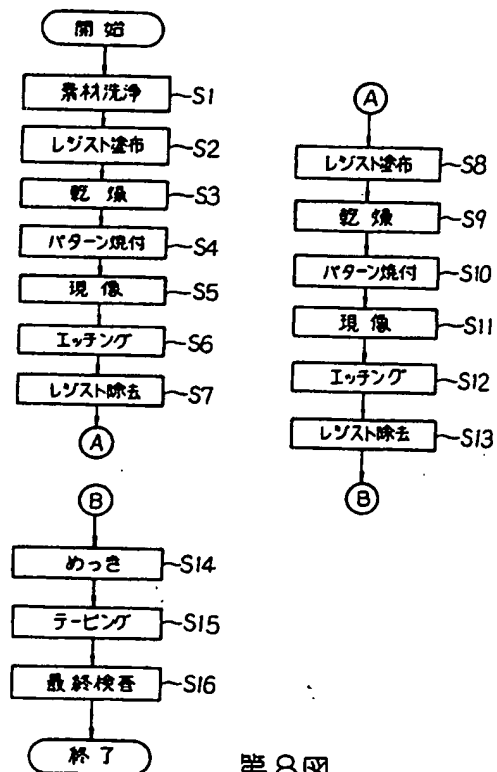 開始
素材洗浄 S1
レジスト塗布 S2
乾燥 S3
パターン焼付 S4
現像 S5
エッチング S6
レジスト除去 S7
A
A
レジスト塗布 S8
乾燥 S9
パターン焼付 S10
現像 S11
エッチング S12
レジスト除去 S13
B
B
めっき S14
テーピング S15
最終検査 S16
終了
第8図